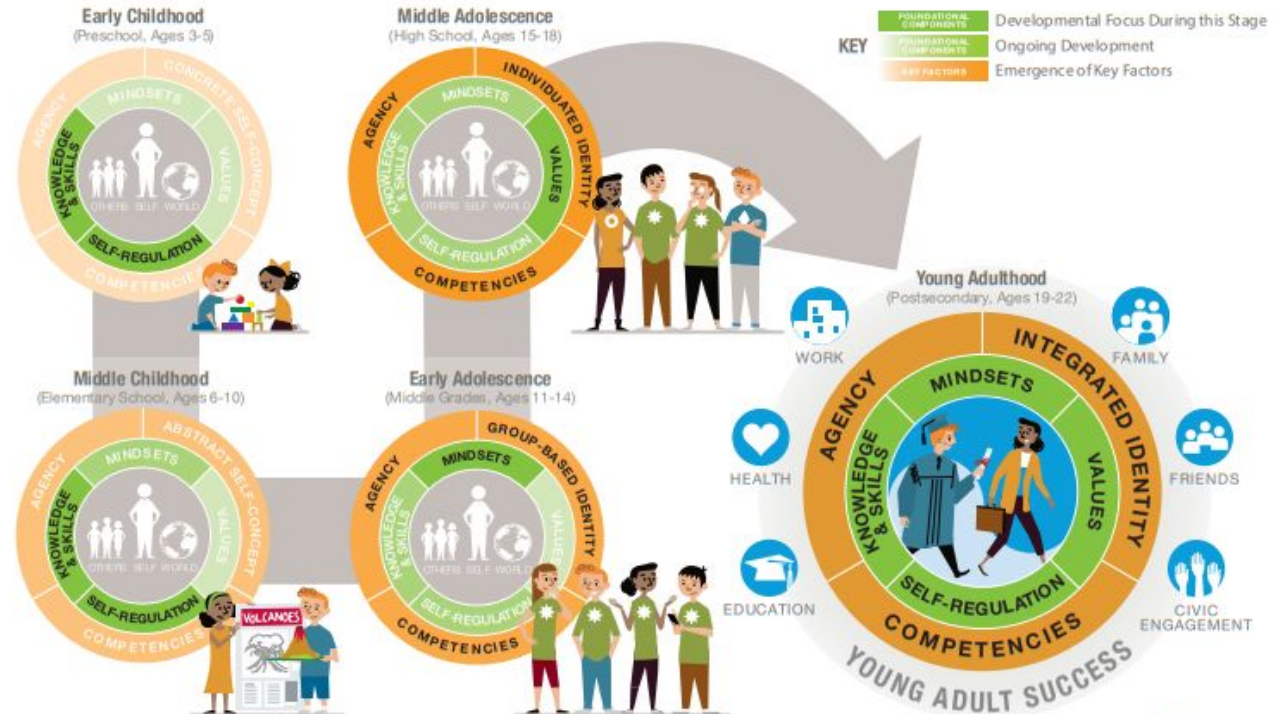 Early Childhood
(Preschool, Ages 3-5)
AGENCY
CONCRETE SELF-CONCEPT
MINDSETS
KNOWLEDGE
& SKILLS
VALUES
OTHERS SELF WORLD
SELF-REGULATION
COMPETENCIE
Middle Adolescence
(High School, Ages 15-18)
AGENCY
INDIVIDUATED IDENTITY
MINDSETS
KNOWLEDGE
& SKILLS
VALUES
OTHERS SELF WORLD
SELF-REGULATION
COMPETENCIES
KEY
FOUNDATIONAL
COMPONENTS
Developmental Focus During this Stage
FOUNDATIONAL
COMPONENTS
Ongoing Development
KEY FACTORS
Emergence of Key Factors
Middle Childhood
(Elementary School, Ages 6-10)
AGENCY
ABSTRACT SELF-CONCEPT
MINDSETS
KNOWLEDGE
& SKILLS
VALUES
OTHERS SELF WORLD
SELF-REGULATION
COMPETENCIES
VOLCANOES
Early Adolescence
(Middle Grades, Ages 11-14)
AGENCY
GROUP-BASED IDENTITY
MINDSETS
KNOWLEDGE
& SKILLS
VALUES
OTHERS SELF WORLD
SELF-REGULATION
COMPETENCIES
Young Adulthood
(Postsecondary, Ages 19-22)
WORK
FAMILY
HEALTH
FRIENDS
EDUCATION
CIVIC
ENGAGEMENT
AGENCY
INTEGRATED IDENTITY
MINDSETS
KNOWLEDGE
& SKILLS
VALUES
SELF-REGULATION
COMPETENCIES
YOUNG ADULT SUCCESS